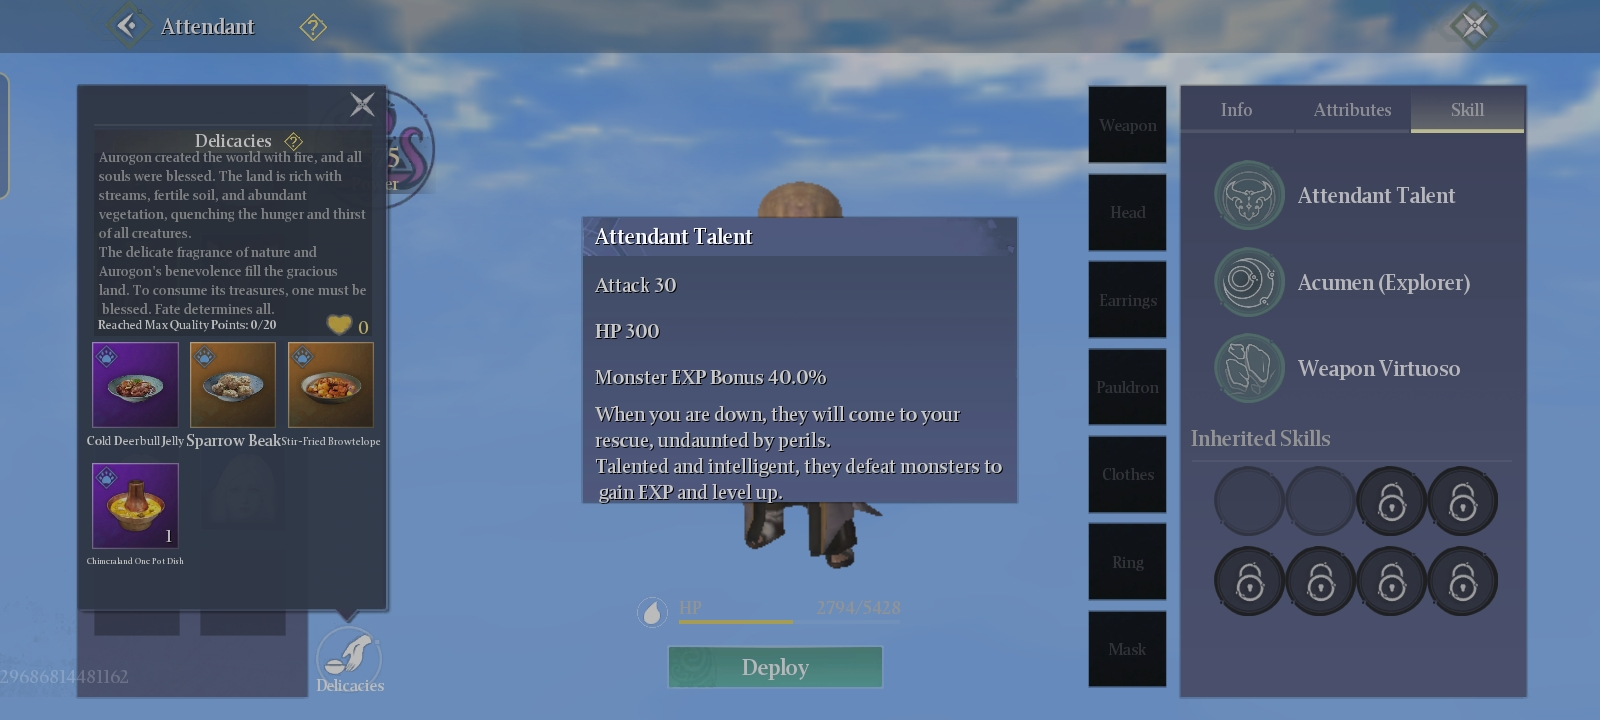 Attendant
?
Delicacies ?
Aurogon created the world with fire, and all
souls were blessed. The land is rich with
streams, fertile soil, and abundant
vegetation, quenching the hunger and thirst
of all creatures.
The delicate fragrance of nature and
Aurogon's benevolence fill the gracious
land. To consume its treasures, one must be
blessed. Fate determines all.
Reached Max Quality Points: 0/20
0
Cold Deerbull Jelly
Sparrow Beak
Stir-Fried Browtelope
1
Chimeraland One Pot Dish
Delicacies
29686814481162
Attendant Talent
Attack 30
HP 300
Monster EXP Bonus 40.0%
When you are down, they will come to your
rescue, undaunted by perils.
Talented and intelligent, they defeat monsters to
gain EXP and level up.
HP 2794/5428
Deploy
Weapon
Head
Earrings
Pauldron
Clothes
Ring
Mask
Info Attributes Skill
Attendant Talent
Acumen (Explorer)
Weapon Virtuoso
Inherited Skills